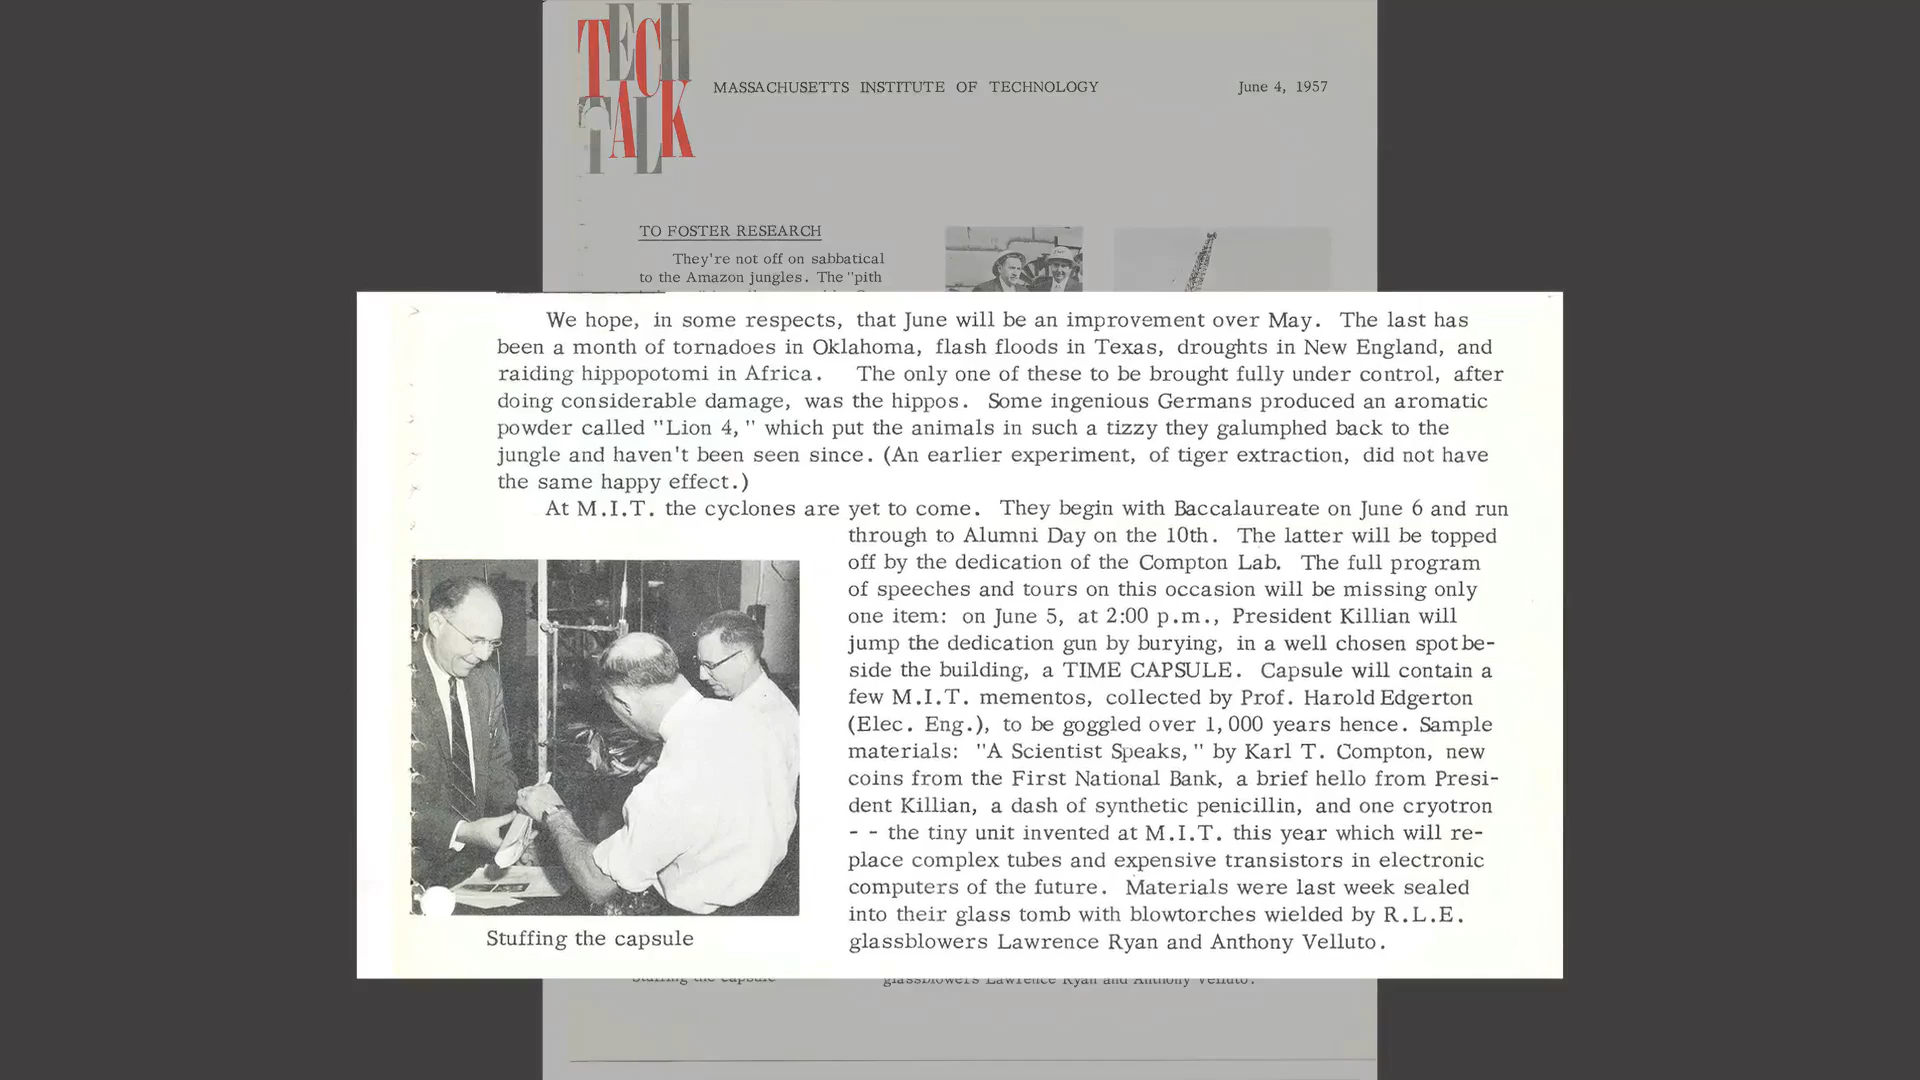 TECH
TALK
MASSACHUSETTS INSTITUTE OF TECHNOLOGY
June 4, 1957
TO FOSTER RESEARCH
They're not off on sabbatical
to the Amazon jungles. The "pith
We hope, in some respects, that June will be an improvement over May. The last has
been a month of tornadoes in Oklahoma, flash floods in Texas, droughts in New England, and
raiding hippopotomi in Africa. The only one of these to be brought fully under control, after
doing considerable damage, was the hippos. Some ingenious Germans produced an aromatic
powder called "Lion 4," which put the animals in such a tizzy they galumphed back to the
jungle and haven't been seen since. (An earlier experiment, of tiger extraction, did not have
the same happy effect.)
At M.I.T. the cyclones are yet to come. They begin with Baccalaureate on June 6 and run
through to Alumni Day on the 10th. The latter will be topped
off by the dedication of the Compton Lab. The full program
of speeches and tours on this occasion will be missing only
one item: on June 5, at 2:00 p.m., President Killian will
jump the dedication gun by burying, in a well chosen spot be-
side the building, a TIME CAPSULE. Capsule will contain a
few M.I.T. mementos, collected by Prof. Harold Edgerton
(Elec. Eng.), to be goggled over 1,000 years hence. Sample
materials: "A Scientist Speaks," by Karl T. Compton, new
coins from the First National Bank, a brief hello from Presi-
dent Killian, a dash of synthetic penicillin, and one cryotron
-- the tiny unit invented at M.I.T. this year which will re-
place complex tubes and expensive transistors in electronic
computers of the future. Materials were last week sealed
into their glass tomb with blowtorches wielded by R.L.E.
glassblowers Lawrence Ryan and Anthony Velluto.
Stuffing the capsule
Stuffing the capsule
glassblowers Lawrence Ryan and Anthony Velluto.